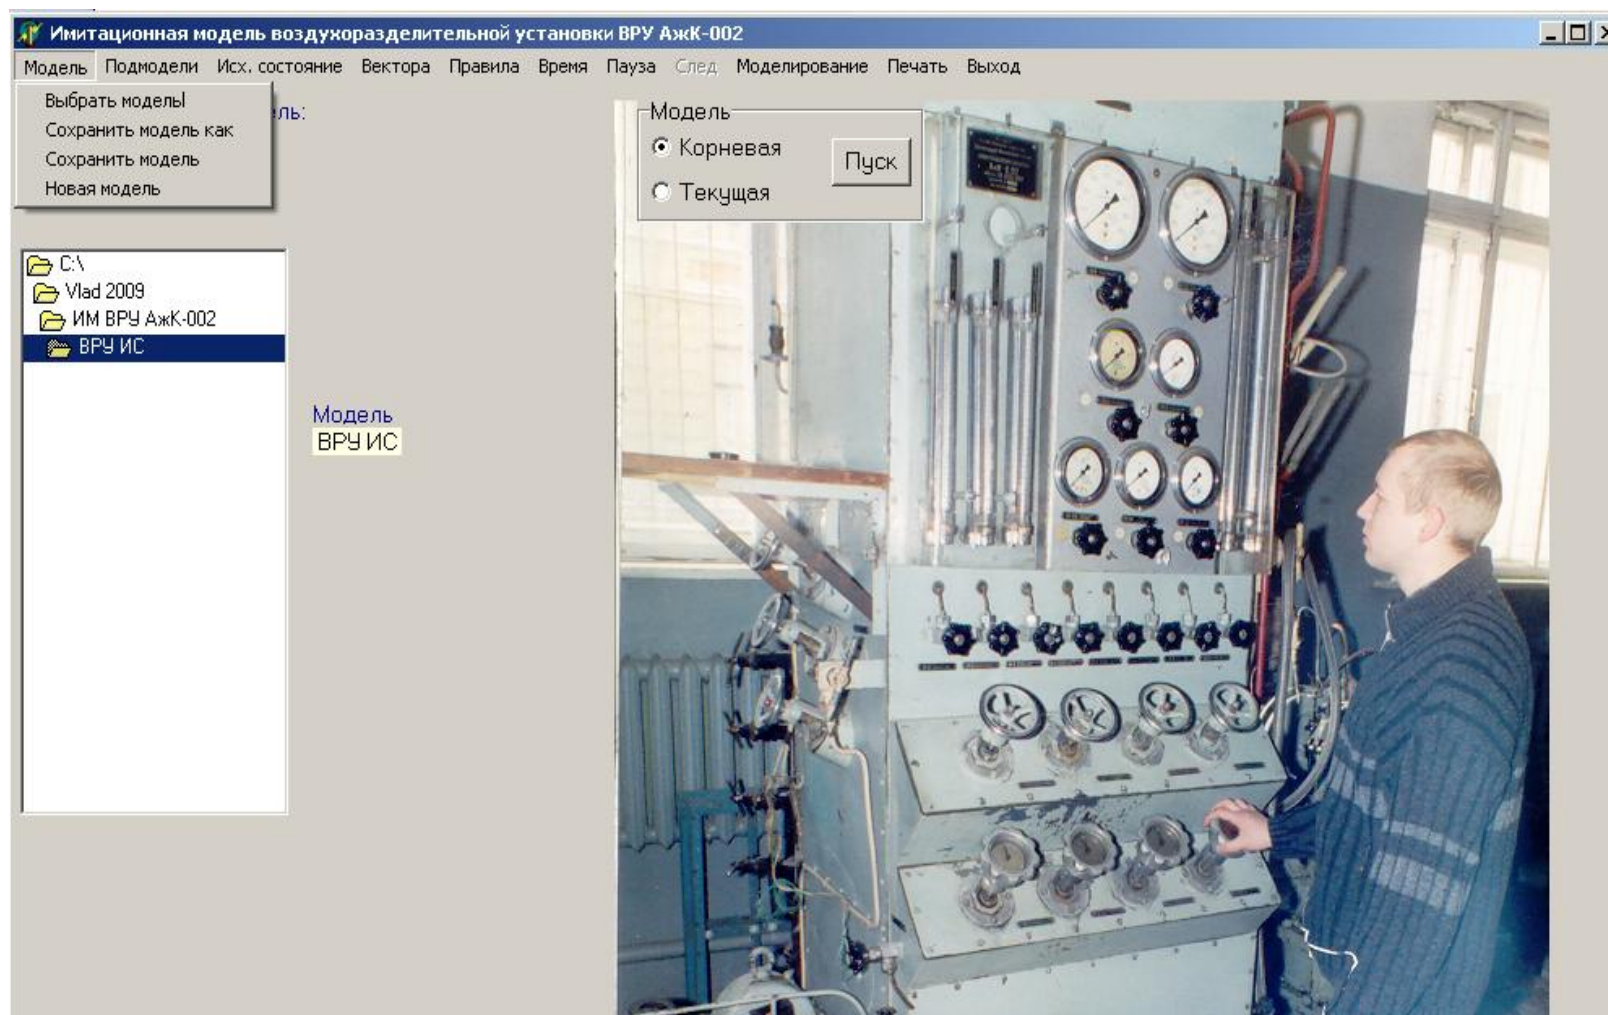 Имитационная модель воздухоразделительной установки ВРУ АжК-002
Модель Подмодели Исх. состояние Вектора Правила Время Пауза След Моделирование Печать Выход
Выбрать модель
Сохранить модель как
Сохранить модель
Новая модель
ль:
Модель
Корневая
Текущая
Пуск
C:\
Vlad 2009
ИМ ВРУ АжК-002
ВРУ ИС
Модель
ВРУ ИС